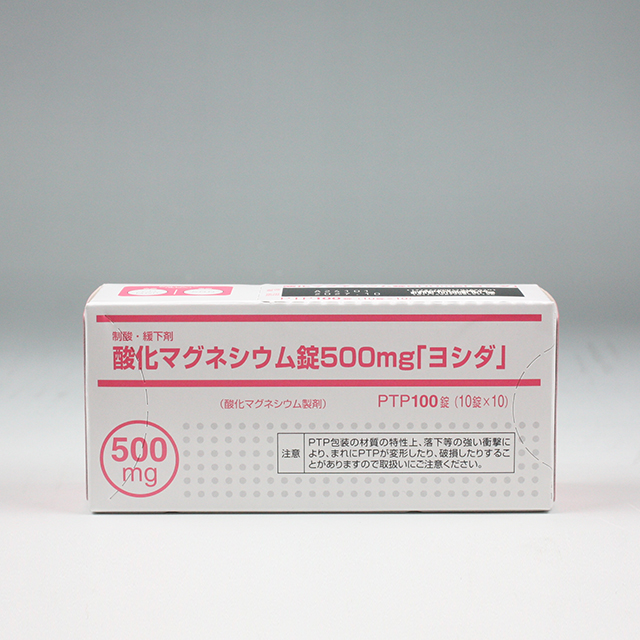 制酸・緩下剤
酸化マグネシウム錠500mg「ヨシダ」
(酸化マグネシウム製剤)
PTP100錠(10錠×10)
500
mg
注意
PTP包装の材質の特性上、落下等の強い衝撃に
より、まれにPTPが変形したり、破損したりするこ
とがありますので取扱いにご注意ください。